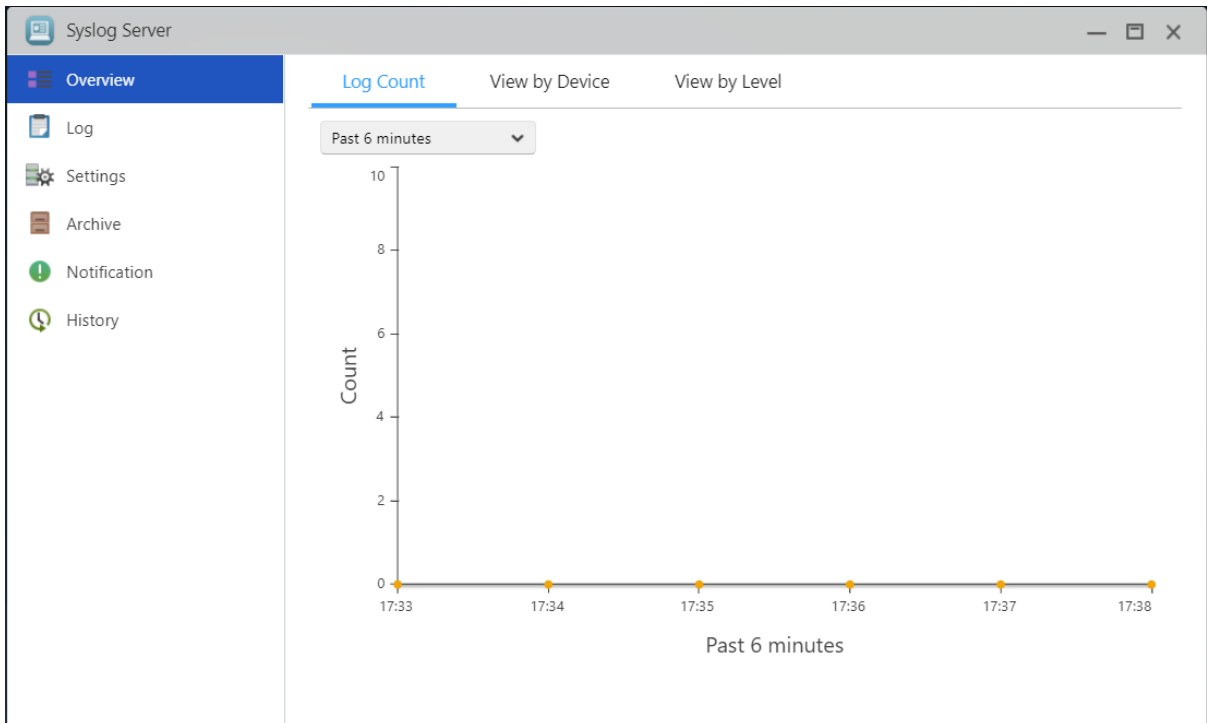 Syslog Server
Overview
Log
Settings
Archive
Notification
History
Log Count View by Device View by Level
Past 6 minutes
10
8
6
4
2
0
Count
17:33 17:34 17:35 17:36 17:37 17:38
Past 6 minutes